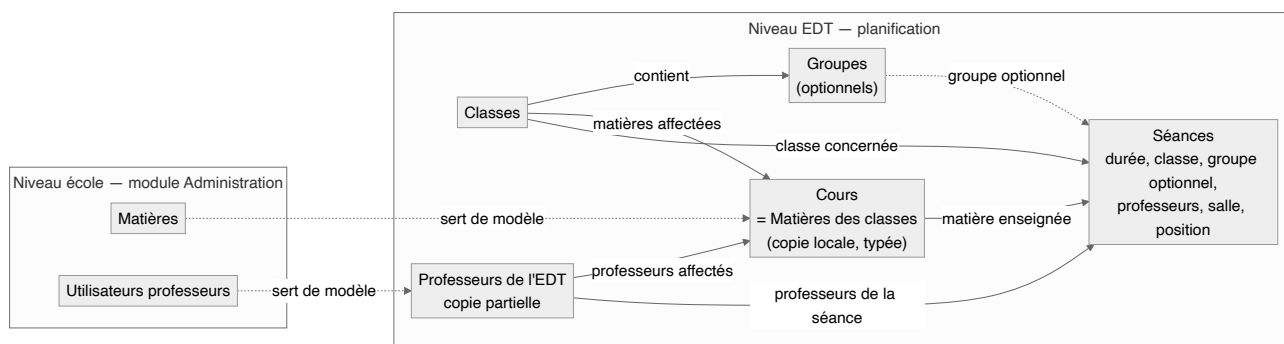 Niveau EDT — planification
Groupes
(optionnels)
contient
groupe optionnel
Classes
matières affectées
classe concernée
Séances
durée, classe, groupe
optionnel,
professeurs, salle,
position
Niveau école — module Administration
Matières
sert de modèle
Cours
= Matières des classes
(copie locale, typée)
matière enseignée
Utilisateurs professeur
sert de modèle
Professeurs de l'EDT
copie partielle
professeurs affectés
professeurs de la
séance